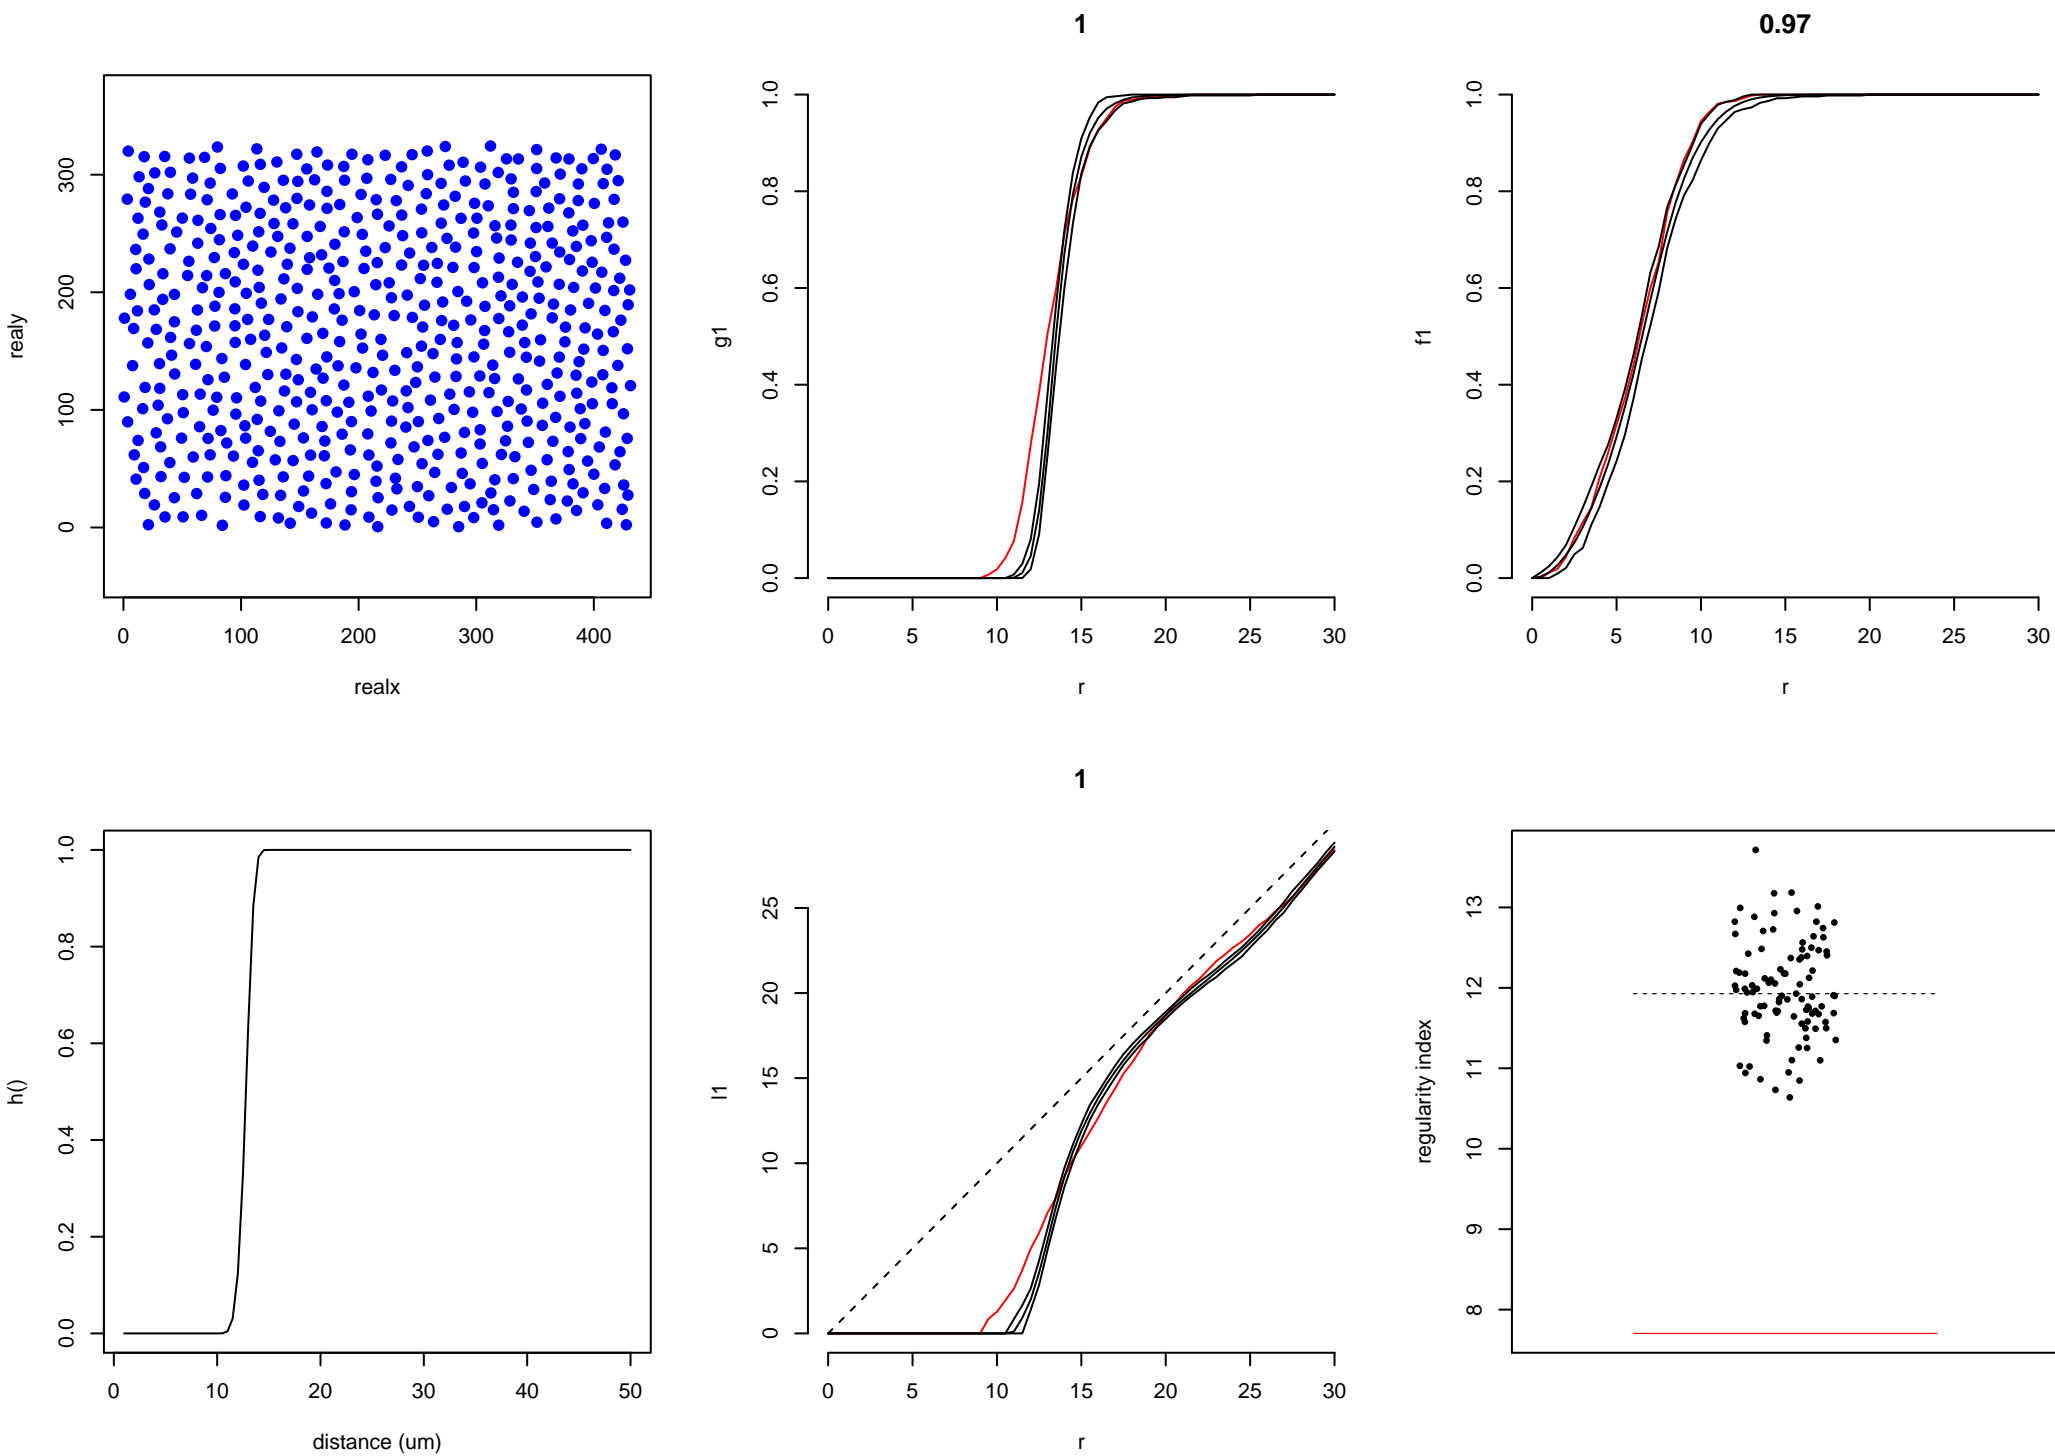 1
0.97
realy
0 100 200 300
0 100 200 300 400
realx
g1
0.0 0.2 0.4 0.6 0.8 1.0
0 5 10 15 20 25 30
r
f1
0.0 0.2 0.4 0.6 0.8 1.0
0 5 10 15 20 25 30
r
h()
0.0 0.2 0.4 0.6 0.8 1.0
0 10 20 30 40 50
distance (um)
1
l1
0 5 10 15 20 25
0 5 10 15 20 25 30
r
regularity index
8 9 10 11 12 13